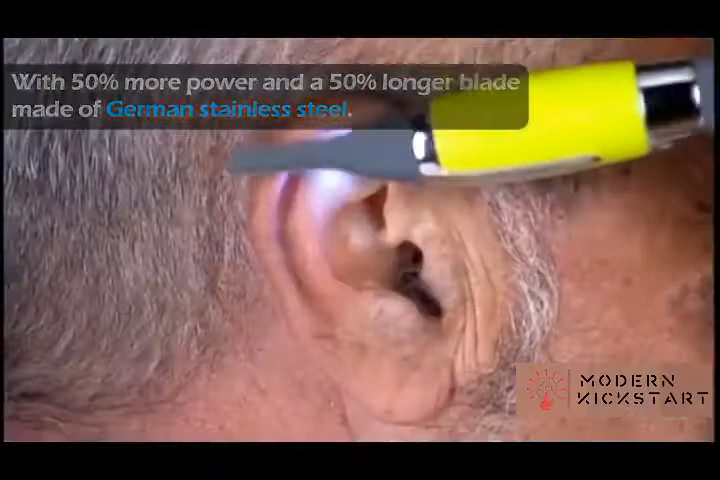 With 50% more power and a 50% longer blade
made of German stainless steel.
MODERN
KICKSTART